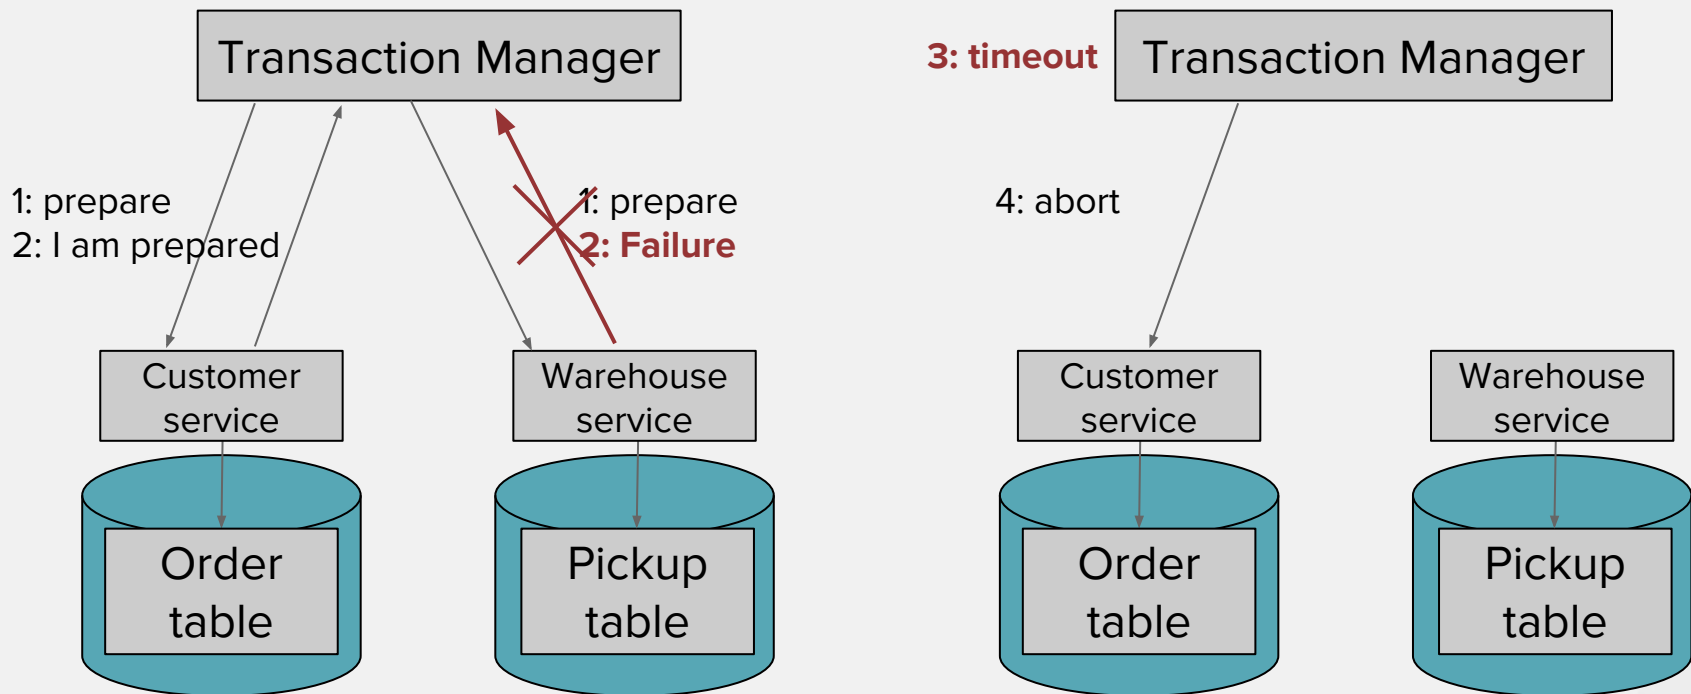 Transaction Manager
1: prepare
2: I am prepared
1: prepare
2: Failure
Customer
service
Warehouse
service
Order
table
Pickup
table
3: timeout
Transaction Manager
4: abort
Customer
service
Warehouse
service
Order
table
Pickup
table